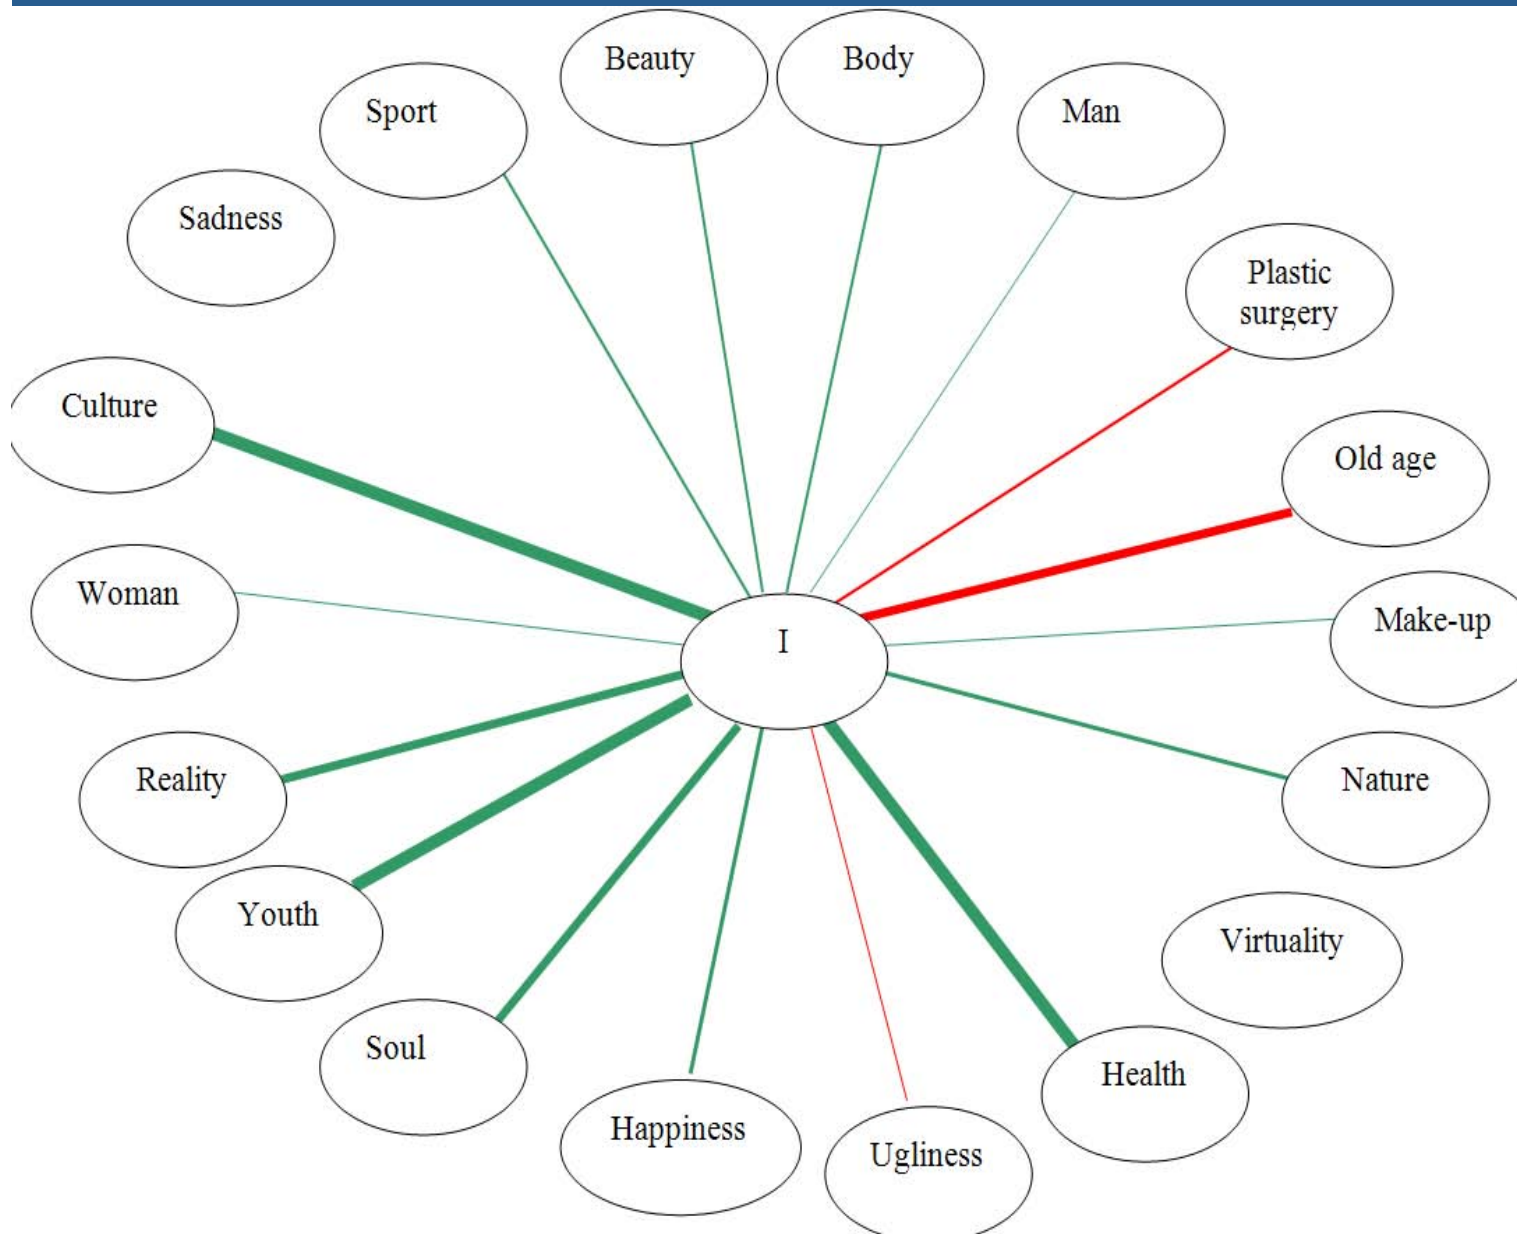 Beauty
Body
Sport
Man
Sadness
Plastic
surgery
Culture
Old age
Woman
Make-up
I
Reality
Nature
Youth
Virtuality
Soul
Health
Happiness
Ugliness